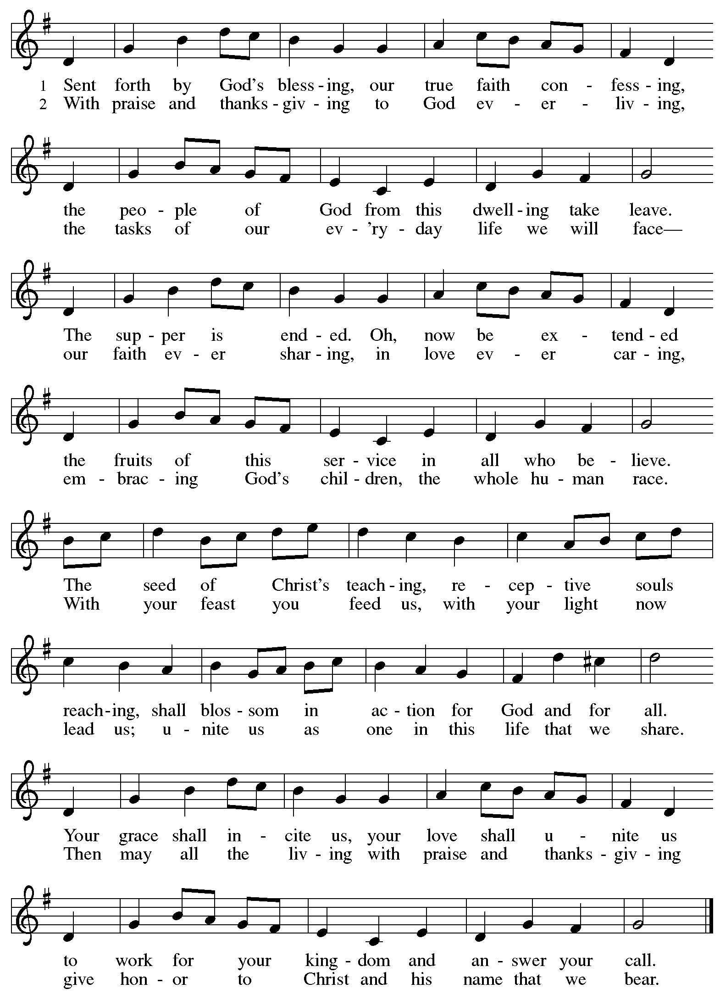 1 Sent forth by God's bless - ing, our true faith con - fess - ing,
2 With praise and thanks - giv - ing to God ev - er - liv - ing,
the peo - ple of God from this dwell - ing take leave.
the tasks of our ev - 'ry - day life we will face—
The sup - per is end - ed. Oh, now be ex - tend - ed
our faith ev - er shar - ing, in love ev - er car - ing,
the fruits of this ser - vice in all who be - lieve.
em - brac - ing God's chil - dren, the whole hu - man race.
The seed of Christ's teach - ing, re - cep - tive souls
With your feast you feed us, with your light now
reach - ing, shall blos - som in ac - tion for God and for all.
lead us; u - nite us as one in this life that we share.
Your grace shall in - cite us, your love shall u - nite us
Then may all the liv - ing with praise and thanks - giv - ing
to work for your king - dom and an - swer your call.
give hon - or to Christ and his name that we bear.